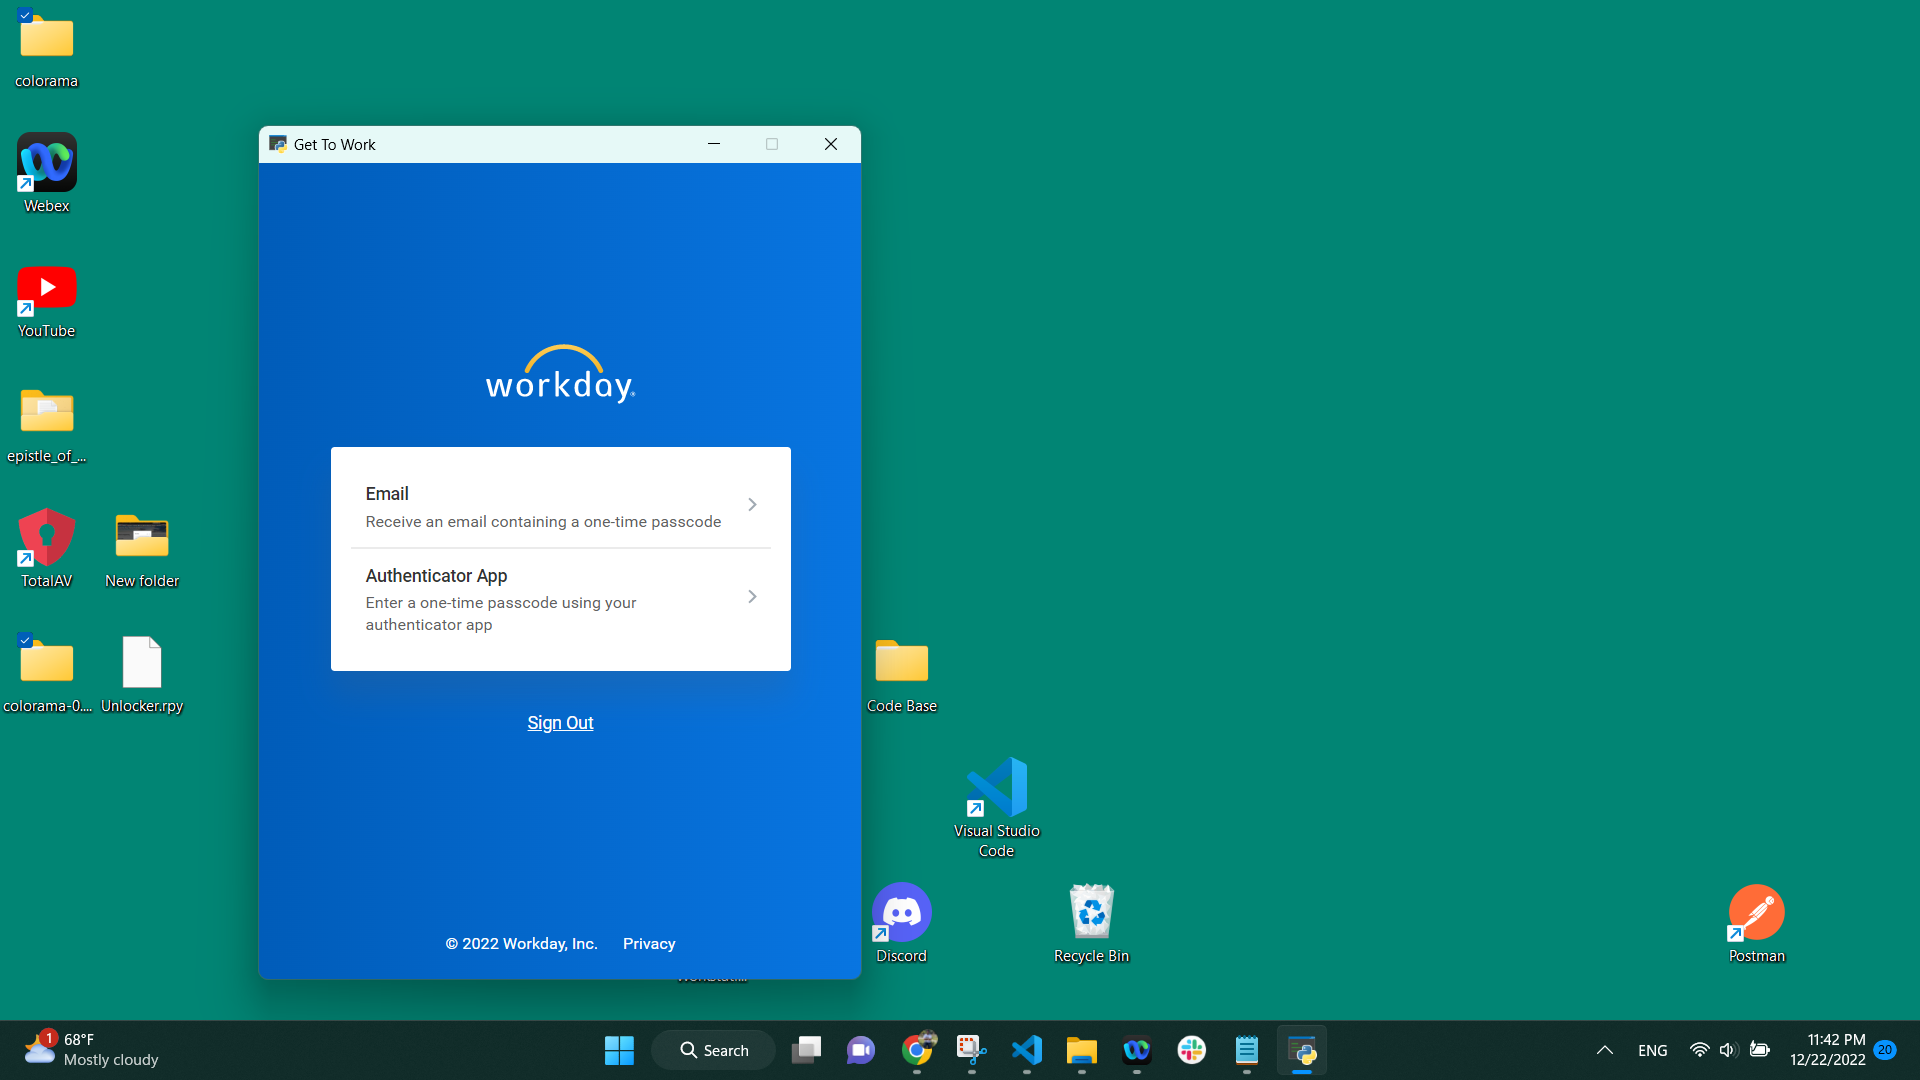 colorama
Webex
YouTube
epistle_of_...
TotalAV
New folder
colorama-0....
Unlocker.rpy
Get To Work
workday
Email
Receive an email containing a one-time passcode
Authenticator App
Enter a one-time passcode using your
authenticator app
Sign Out
© 2022 Workday, Inc.
Privacy
Code Base
Visual Studio
Code
Discord
Recycle Bin
Postman
1
68°F
Mostly cloudy
Search
ENG
11:42 PM
12/22/2022
20